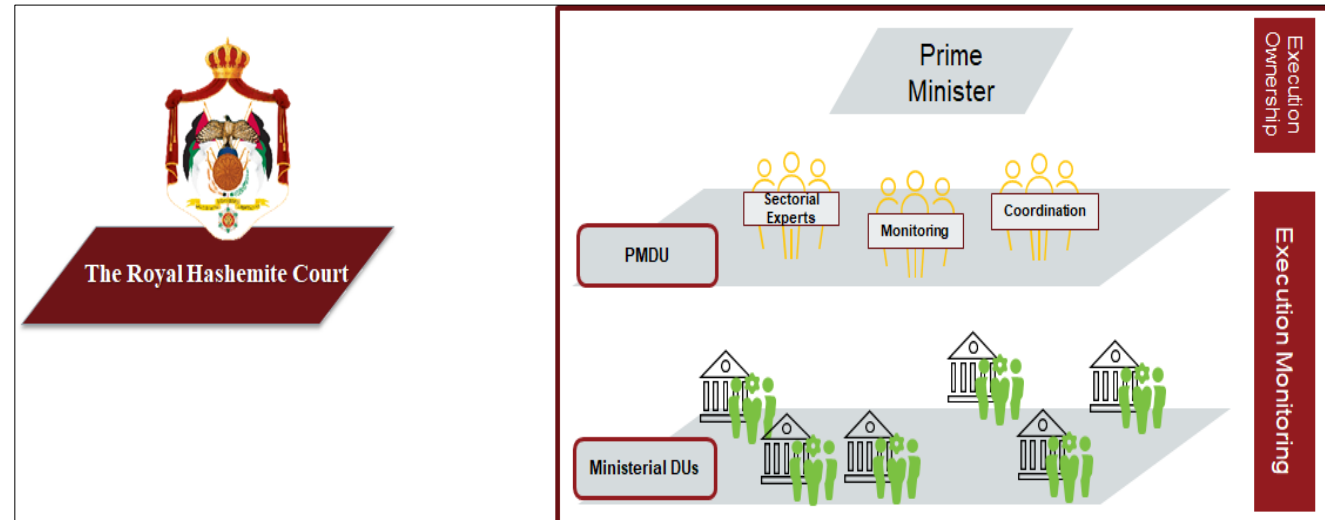 The Royal Hashemite Court
Prime
Minister
Execution
Ownership
Sectorial
Experts
Monitoring
Coordination
PMDU
Execution Monitoring
Ministerial DUs